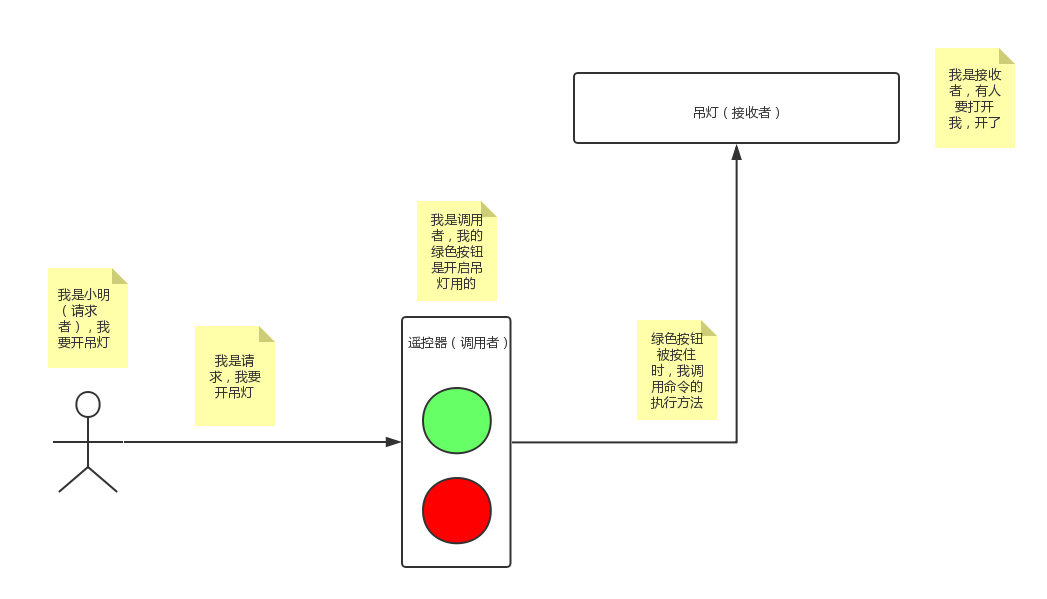 吊灯（接收者）
我是接收
者，有人
要打开
我，开了
我是调用
者，我的
绿色按钮
是开启吊
灯用的
我是小明
（请求
者），我
要开吊灯
我是请
求，我要
开吊灯
遥控器（调用者）
绿色按钮
被按住
时，我调
用命令的
执行方法